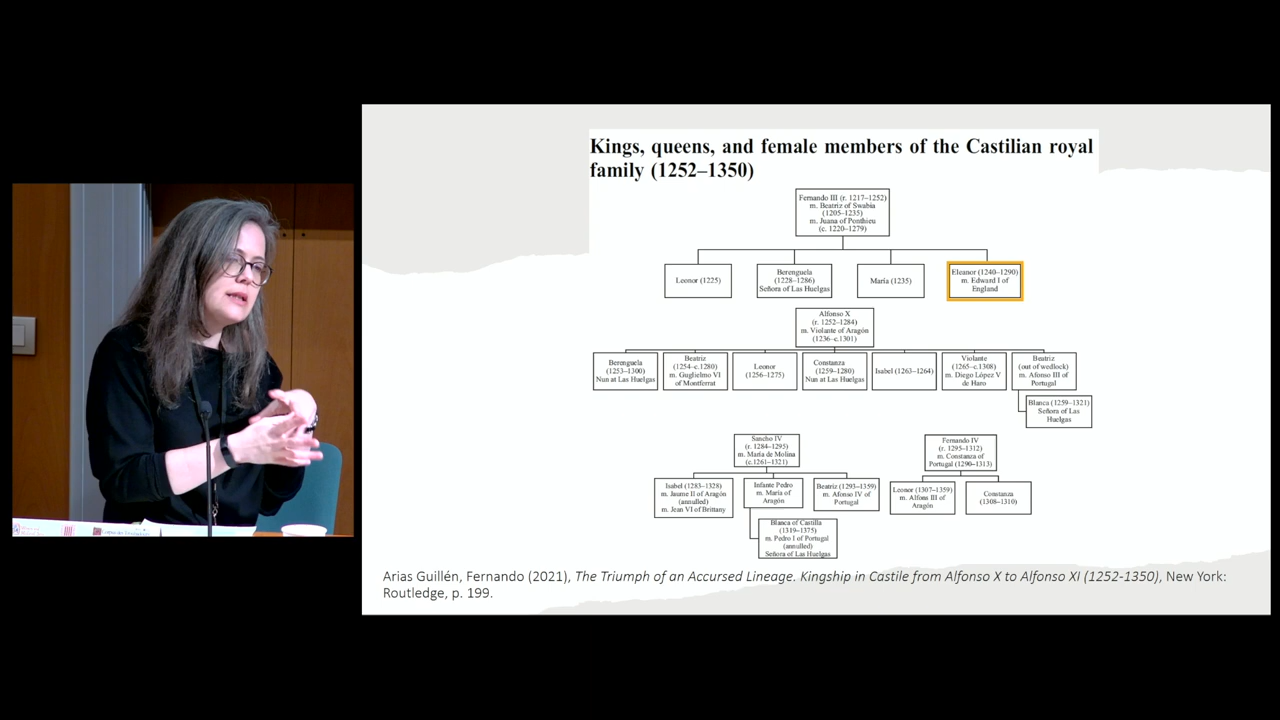 Kings, queens, and female members of the Castilian royal
family (1252–1350)
Fernando III (r. 1217–1252)
m. Beatriz of Swabia
(1205–1235)
m. Juana of Ponthieu
(c. 1220–1279)
Leonor (1225)
Berenguela
(1228–1286)
Señora of Las Huelgas
María (1235)
Eleanor (1240–1290)
m. Edward I of
England
Alfonso X
(r. 1252–1284)
m. Violante of Aragón
(1236–c.1301)
Berenguela
(1253–1300)
Nun at Las Huelgas
Beatriz
(1254–c.1280)
m. Guglielmo VI
of Montferrat
Leonor
(1256–1275)
Constanza
(1259–1280)
Nun at Las Huelgas
Isabel (1263–1264)
Violante
(1265–c.1308)
m. Diego López V
de Haro
Beatriz
(out of wedlock)
m. Afonso III of
Portugal
Blanca (1259–1321)
Señora of Las
Huelgas
Sancho IV
(r. 1284–1295)
m. María de Molina
(c.1261–1321)
Fernando IV
(r. 1295–1312)
m. Constanza of
Portugal (1290–1313)
Isabel (1283–1328)
m. Jaume II of Aragón
(annulled)
m. Jean VI of Brittany
Infante Pedro
m. María of
Aragón
Beatriz (1293–1359)
m. Afonso IV of
Portugal
Leonor (1307–1359)
m. Alfons III of
Aragón
Constanza
(1308–1310)
Blanca of Castilla
(1319–1375)
m. Pedro I of Portugal
(annulled)
Señora of Las Huelgas
Arias Guillén, Fernando (2021), The Triumph of an Accursed Lineage. Kingship in Castile from Alfonso X to Alfonso XI (1252-1350), New York:
Routledge, p. 199.